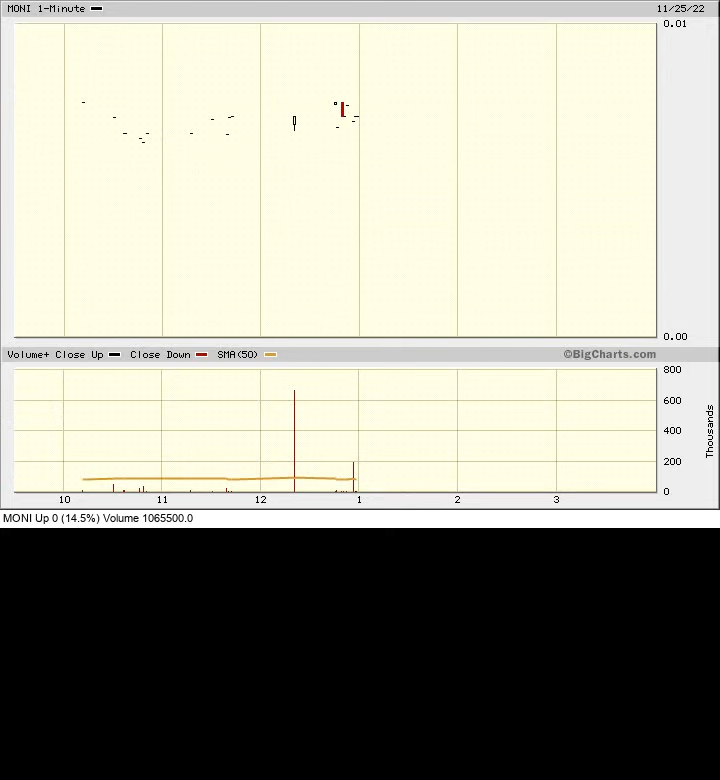 MONI 1-Minute 11/25/22
0.01
0.00
Volume+ Close Up Close Down SMA(50) ©BigCharts.com
800
600
400
200
0
Thousands
10 11 12 1 2 3
MONI Up 0 (14.5%) Volume 1065500.0